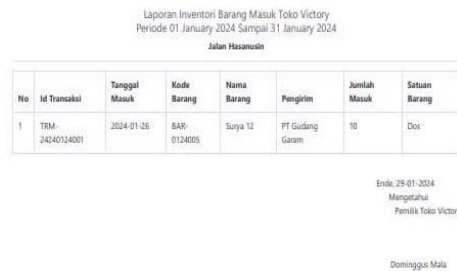 Laporan Inventori Barang Masuk Toko Victory
Periode 01 January 2024 Sampai 31 January 2024
Jalan Hasanusin
No Id Transaksi Tanggal Masuk Kode Barang Nama Barang Pengirim Jumlah Masuk Satuan Barang
1 TRM-24240124001 2024-01-26 BAR-0124005 Surya 12 PT Gudang Garam 10 Dos
Ende, 29-01-2024
Mengetahui
Pemilik Toko Victor
Dominggus Mala